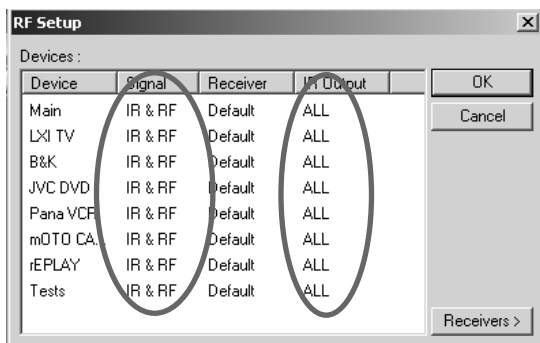 RF Setup
Devices :
Device Signal Receiver IR Output
OK
Main IR & RF Default ALL
Cancel
LXI TV IR & RF Default ALL
B&K IR & RF Default ALL
JVC DVD IR & RF Default ALL
Pana VCR IR & RF Default ALL
mOTO CA... IR & RF Default ALL
rEPLAY IR & RF Default ALL
Tests IR & RF Default ALL
Receivers >